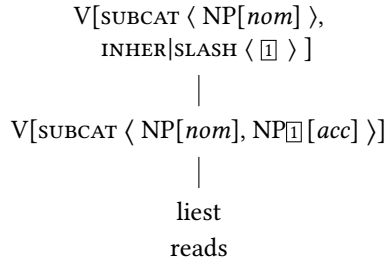 V[SUBCAT ⟨ NP[nom] ⟩,
INHER|SLASH ⟨ 1 ⟩ ]
V[SUBCAT ⟨ NP[nom], NP1 [acc] ⟩]
liest
reads